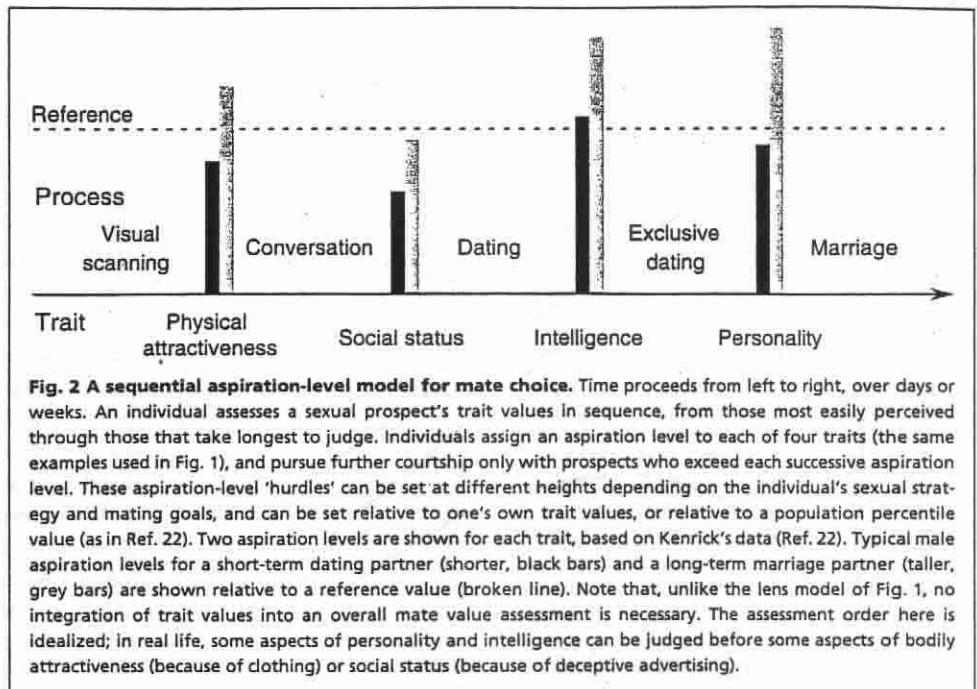 Reference
Process
Visual
scanning
Conversation
Dating
Exclusive
dating
Marriage
Trait
Physical
attractiveness
Social status
Intelligence
Personality
Fig. 2 A sequential aspiration-level model for mate choice. Time proceeds from left to right, over days or
weeks. An individual assesses a sexual prospect's trait values in sequence, from those most easily perceived
through those that take longest to judge. Individuals assign an aspiration level to each of four traits (the same
examples used in Fig. 1), and pursue further courtship only with prospects who exceed each successive aspiration
level. These aspiration-level 'hurdles' can be set at different heights depending on the individual's sexual strat-
egy and mating goals, and can be set relative to one's own trait values, or relative to a population percentile
value (as in Ref. 22). Two aspiration levels are shown for each trait, based on Kenrick's data (Ref. 22). Typical male
aspiration levels for a short-term dating partner (shorter, black bars) and a long-term marriage partner (taller,
grey bars) are shown relative to a reference value (broken line). Note that, unlike the lens model of Fig. 1, no
integration of trait values into an overall mate value assessment is necessary. The assessment order here is
idealized; in real life, some aspects of personality and intelligence can be judged before some aspects of bodily
attractiveness (because of clothing) or social status (because of deceptive advertising).